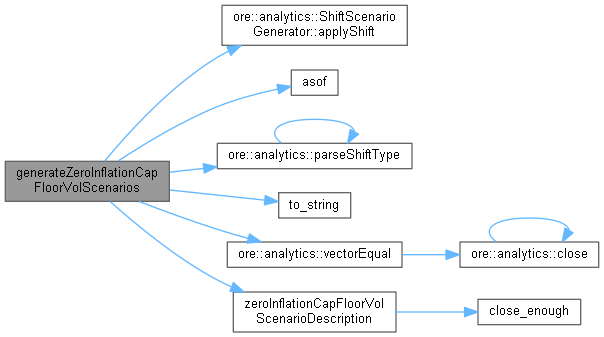 ore::analytics::ShiftScenario
Generator::applyShift
asof
generateZeroInflationCap
FloorVolScenarios
ore::analytics::parseShiftType
to_string
ore::analytics::vectorEqual
ore::analytics::close
zeroInflationCapFloorVol
ScenarioDescription
close_enough